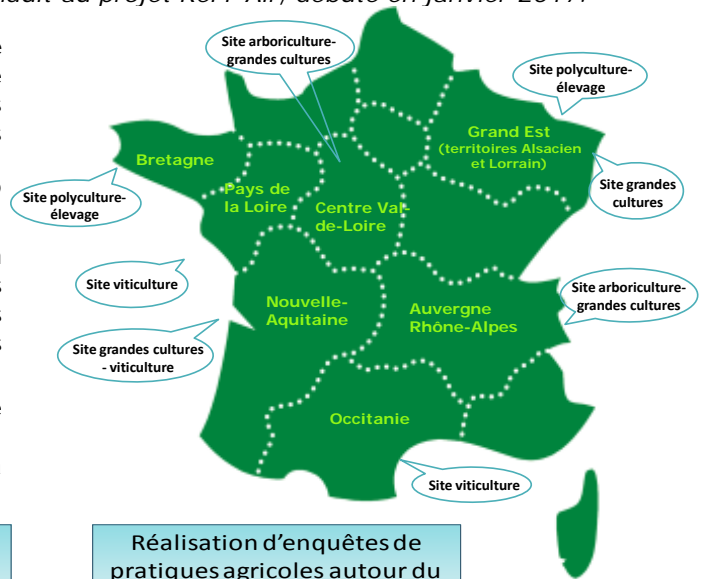 Site arboriculture-
grandes cultures
Site polyculture-
élevage
Grand Est
(territoires Alsacien
et Lorrain)
Bretagne
Site grandes
cultures
Site polyculture-
élevage
Pays de
la Loire
Centre Val-
de-Loire
Site viticulture
Site arboriculture-
grandes cultures
Nouvelle-
Aquitaine
Auvergne
Rhône-Alpes
Site grandes cultures
- viticulture
Occitanie
Site viticulture
Réalisation d’enquêtes de
pratiques agricoles autour du